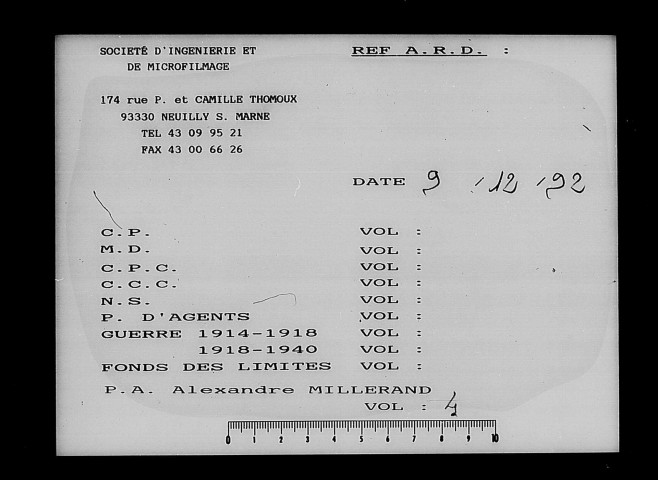 SOCIETÉ D'INGENIERIE ET
DE MICROFILMAGE
REF A.R.D. :
174 rue P. et CAMILLE THOMOUX
93330 NEUILLY S. MARNE
TEL 43 09 95 21
FAX 43 00 66 26
DATE 9 /12 /92
C.P. VOL :
M.D. VOL :
C.P.C. VOL :
C.C.C. VOL :
N.S. VOL :
P. D'AGENTS VOL :
GUERRE 1914-1918 VOL :
1918-1940 VOL :
FONDS DES LIMITES VOL :
P.A. Alexandre MILLERAND
VOL : 4
0 1 2 3 4 5 6 7 8 9 10